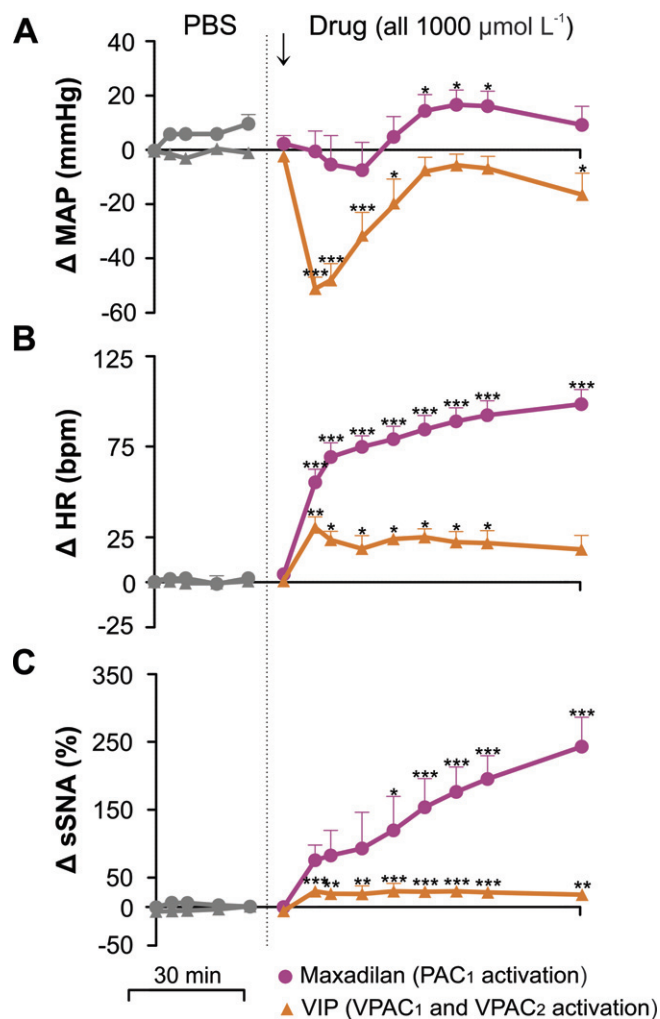 A
PBS
Drug (all 1000 µmol L-1)
Δ MAP (mmHg)
40
20
0
-20
-40
-60
* * *
*** *** *** * *
B
Δ HR (bpm)
125
75
25
0
-25
*** *** *** *** *** *** *** ***
** * * * * * *
C
Δ sSNA (%)
350
250
150
50
0
-50
* *** *** *** ***
*** ** ** *** *** *** *** **
30 min
Maxadilan (PAC1 activation)
VIP (VPAC1 and VPAC2 activation)